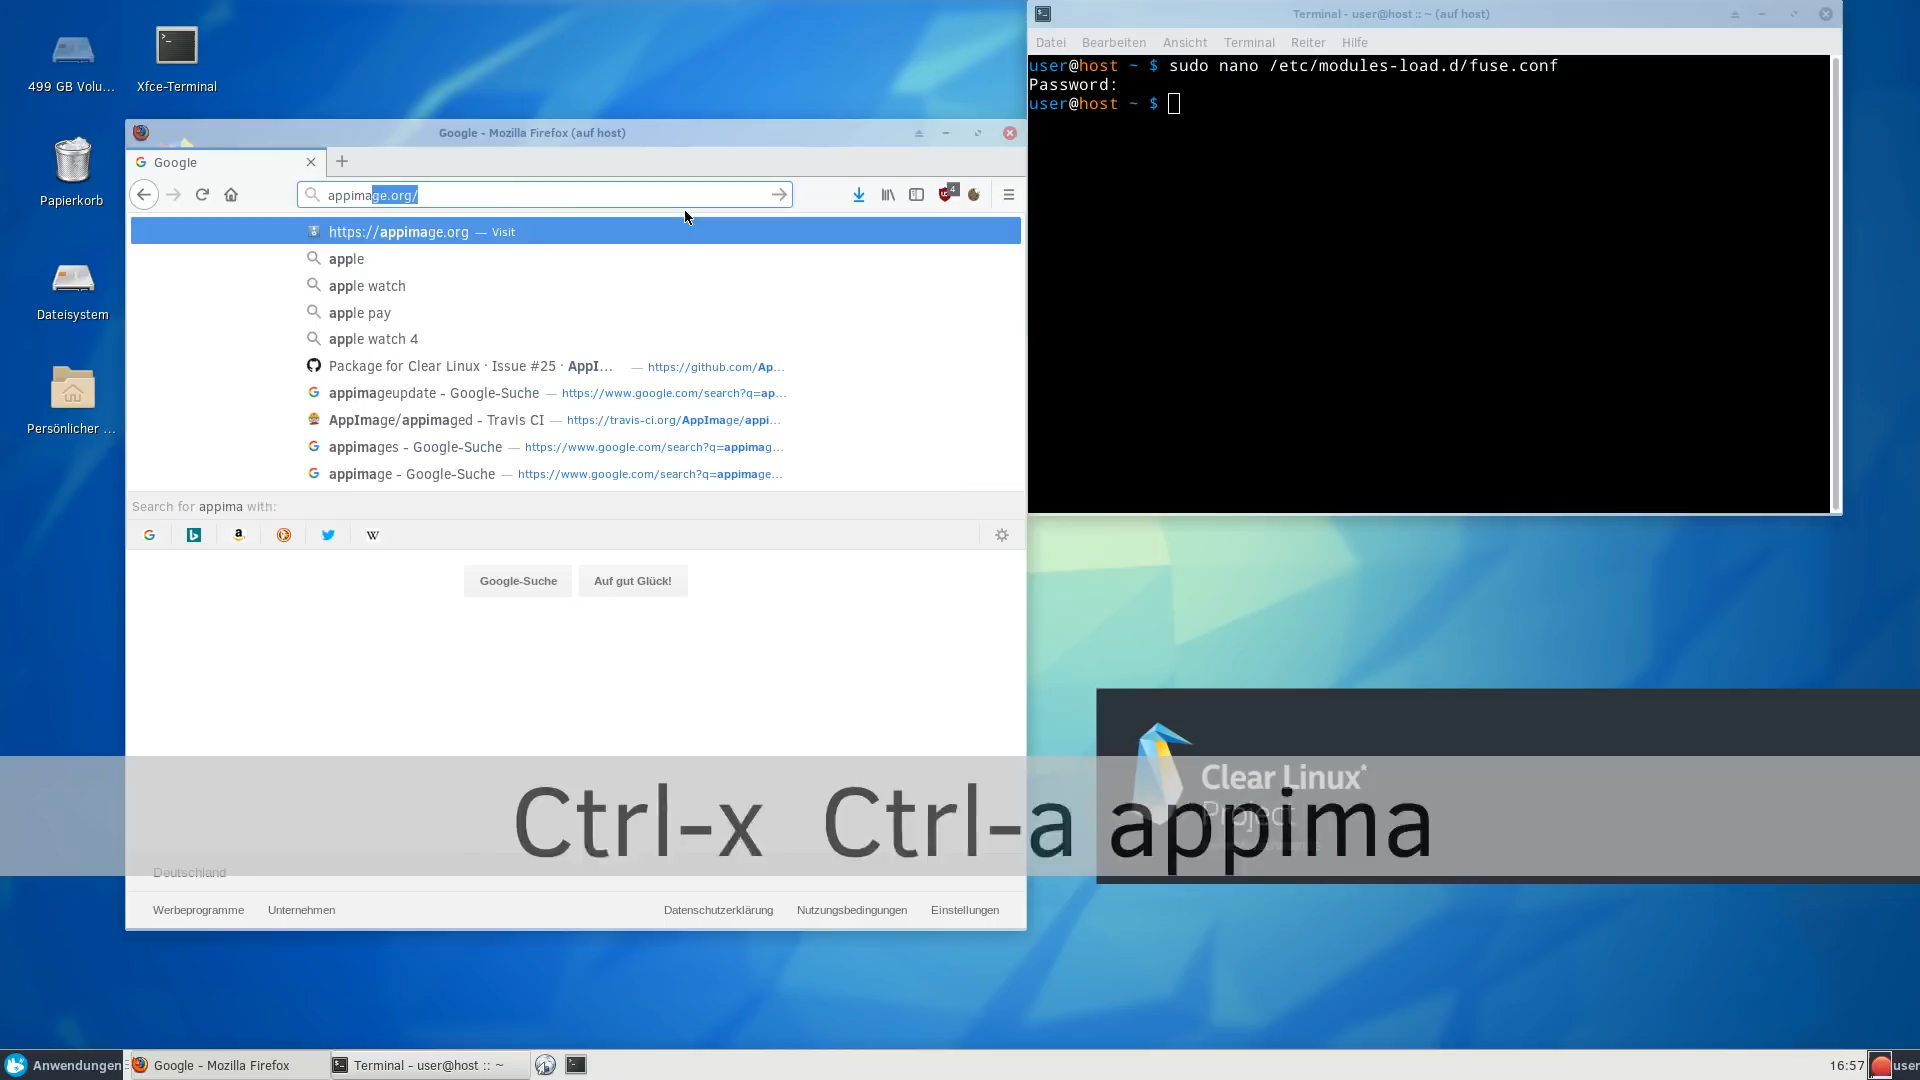 499 GB Volu...
Xfce-Terminal
Papierkorb
Dateisystem
Persönlicher ...
Google - Mozilla Firefox (auf host)
Google
appimage.org/
4
https://appimage.org — Visit
apple
apple watch
apple pay
apple watch 4
Package for Clear Linux · Issue #25 · AppI... — https://github.com/Ap...
appimageupdate - Google-Suche — https://www.google.com/search?q=ap...
AppImage/appimaged - Travis CI — https://travis-ci.org/AppImage/appi...
appimages - Google-Suche — https://www.google.com/search?q=appimag...
appimage - Google-Suche — https://www.google.com/search?q=appimage...
Search for appima with:
Google-Suche
Auf gut Glück!
Deutschland
Werbeprogramme
Unternehmen
Datenschutzerklärung
Nutzungsbedingungen
Einstellungen
Terminal - user@host :: ~ (auf host)
Datei Bearbeiten Ansicht Terminal Reiter Hilfe
user@host ~ $ sudo nano /etc/modules-load.d/fuse.conf
Password:
user@host ~ $
Clear Linux*
Project
Ctrl-x Ctrl-a appima
Anwendungen
Google - Mozilla Firefox
Terminal - user@host :: ~
16:57
user